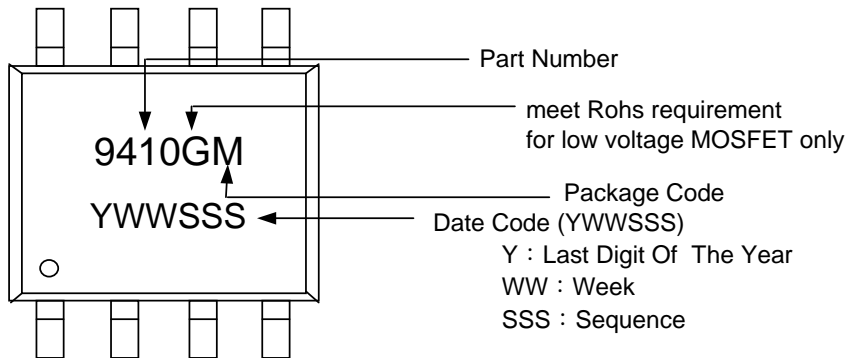 Part Number
meet Rohs requirement
for low voltage MOSFET only
9410GM
Package Code
YWWSSS
Date Code (YWWSSS)
Y：Last Digit Of The Year
WW：Week
SSS：Sequence